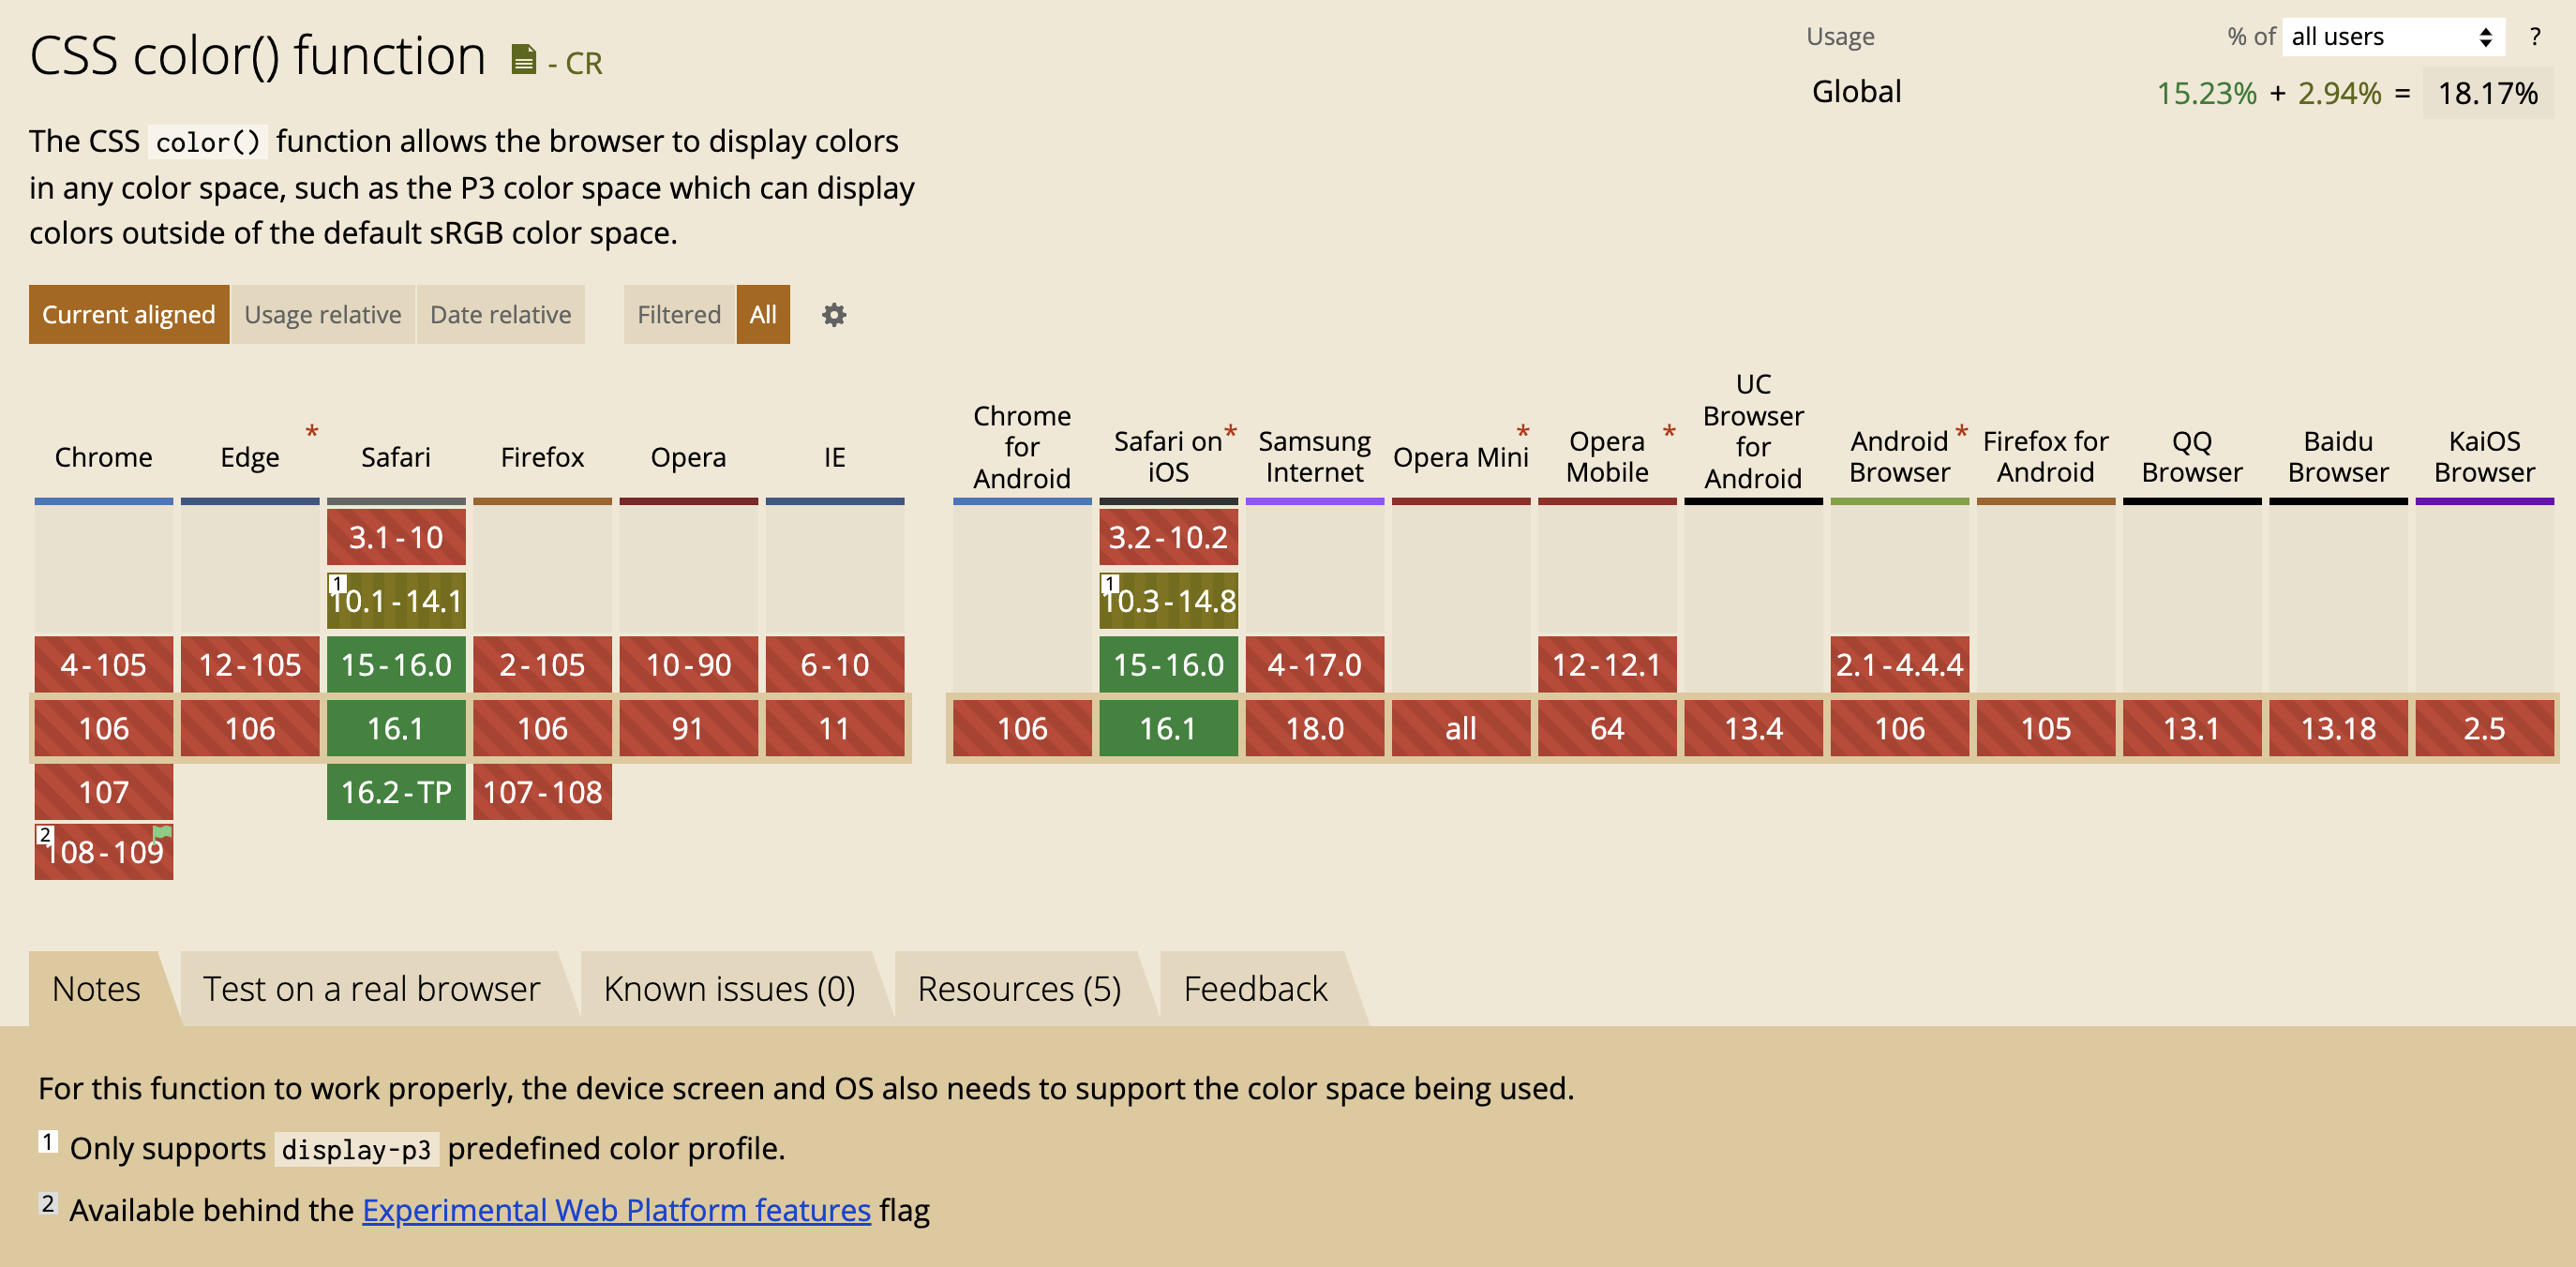 CSS color() function - CR
Usage
% of all users ?
Global
15.23% + 2.94% = 18.17%
The CSS color() function allows the browser to display colors
in any color space, such as the P3 color space which can display
colors outside of the default sRGB color space.
Current aligned Usage relative Date relative Filtered All
Chrome
Edge *
Safari
Firefox
Opera
IE
Chrome
for
Android
Safari on *
iOS
Samsung
Internet
Opera Mini *
Opera *
Mobile
UC
Browser
for
Android
Android *
Browser
Firefox for
Android
QQ
Browser
Baidu
Browser
KaiOS
Browser
3.1-10 3.2-10.2
1 10.1-14.1 1 10.3-14.8
4-105 12-105 15-16.0 2-105 10-90 6-10 15-16.0 4-17.0 12-12.1 2.1-4.4.4
106 106 16.1 106 91 11 106 16.1 18.0 all 64 13.4 106 105 13.1 13.18 2.5
107 16.2-TP 107-108
2 108-109
Notes Test on a real browser Known issues (0) Resources (5) Feedback
For this function to work properly, the device screen and OS also needs to support the color space being used.
1 Only supports display-p3 predefined color profile.
2 Available behind the Experimental Web Platform features flag